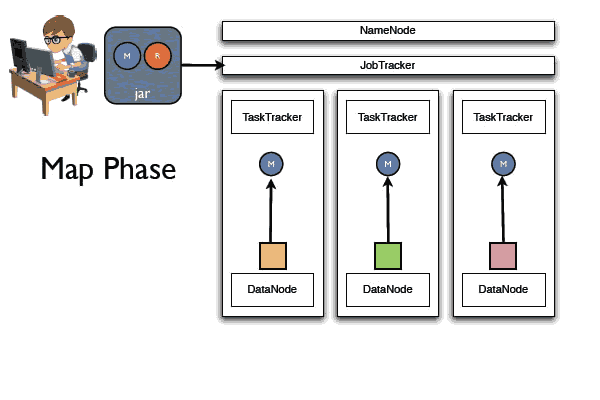 NameNode
M R
jar
JobTracker
Map Phase
TaskTracker TaskTracker TaskTracker
M M M
DataNode DataNode DataNode